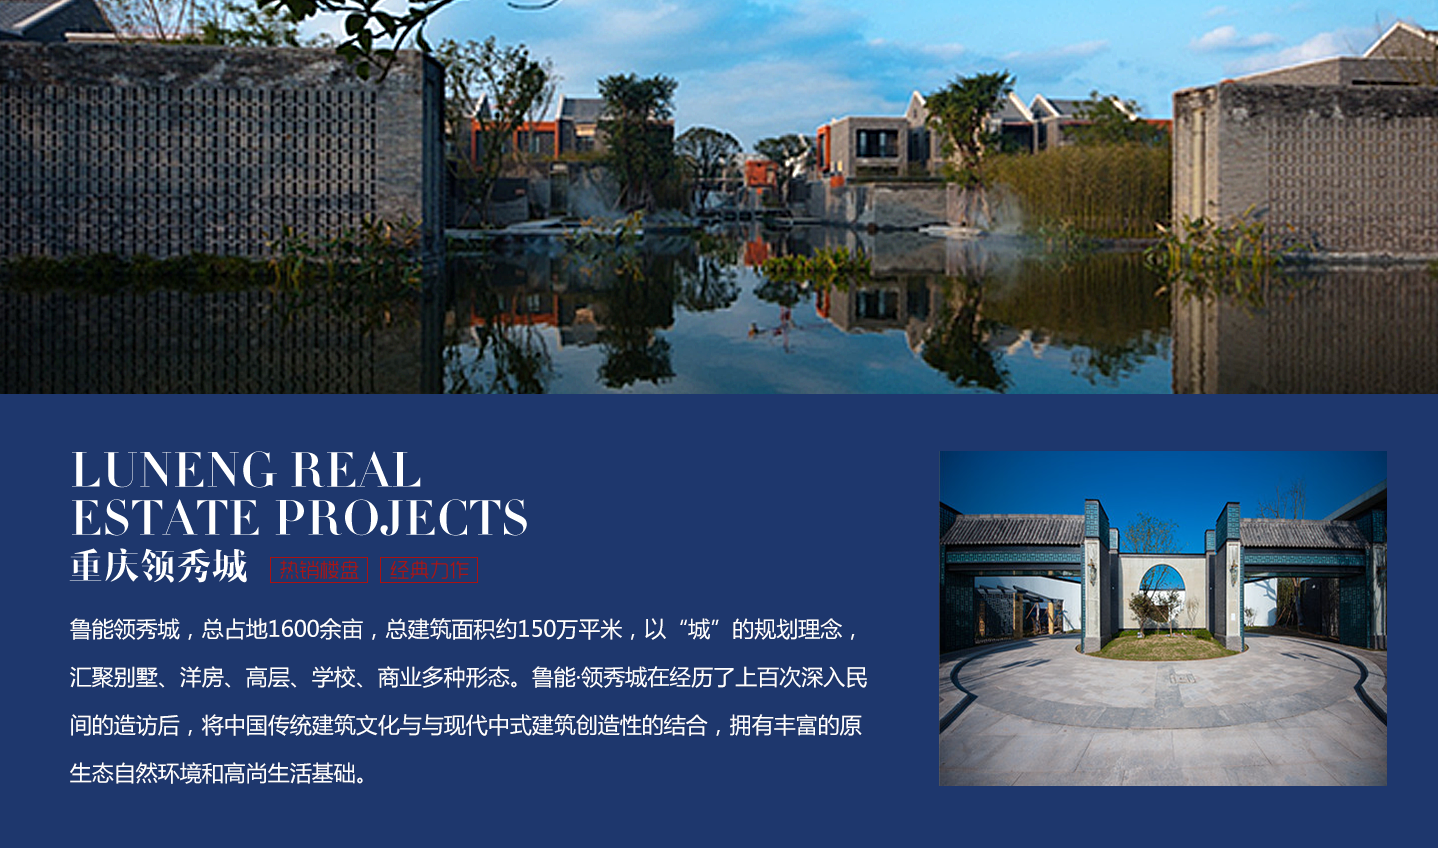 LUNENG REAL
ESTATE PROJECTS
重庆领秀城 热销楼盘 经典力作
鲁能领秀城，总占地1600余亩，总建筑面积约150万平米，以“城”的规划理念，
汇聚别墅、洋房、高层、学校、商业多种形态。鲁能·领秀城在经历了上百次深入民
间的造访后，将中国传统建筑文化与与现代中式建筑创造性的结合，拥有丰富的原
生态自然环境和高尚生活基础。